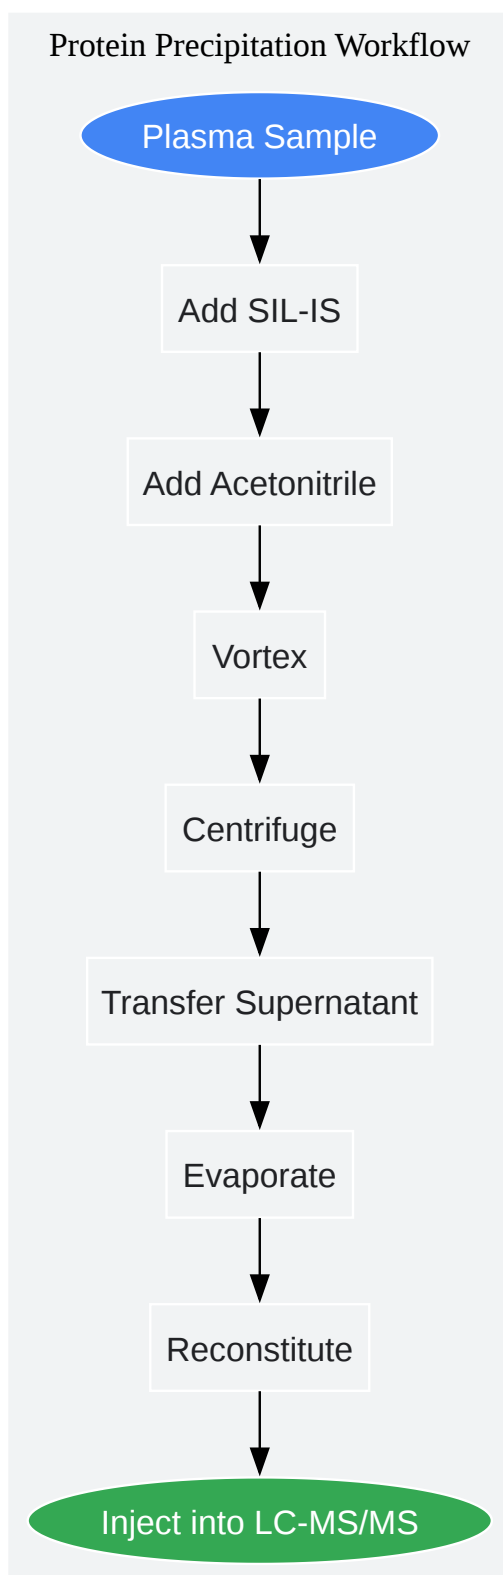 Protein Precipitation Workflow
Plasma Sample
Add SIL-IS
Add Acetonitrile
Vortex
Centrifuge
Transfer Supernatant
Evaporate
Reconstitute
Inject into LC-MS/MS